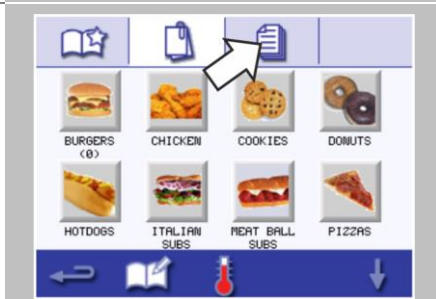 BURGERS CHICKEN COOKIES DONUTS
(0)
HOTDOGS ITALIAN MEAT BALL PIZZAS
SUBS SUBS